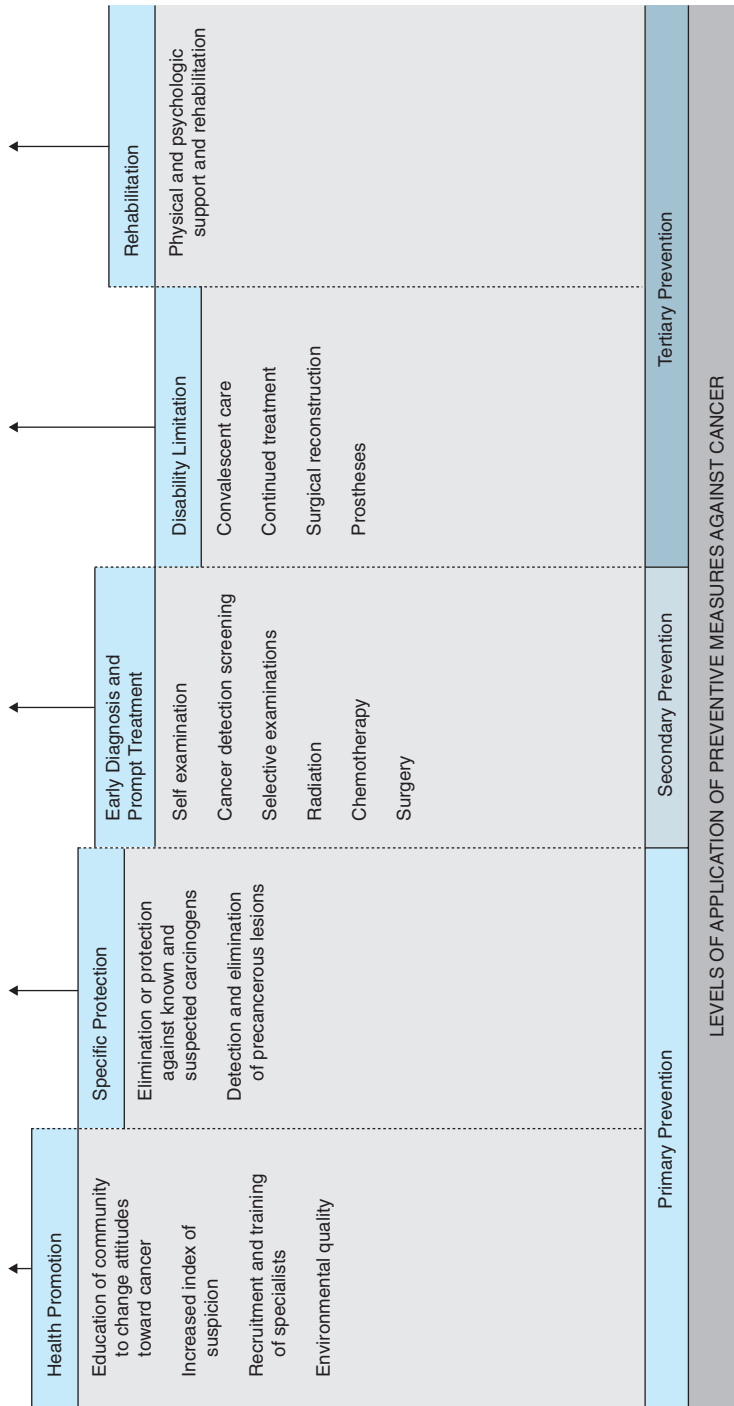 Health Promotion
Education of community
to change attitudes
toward cancer
Increased index of
suspicion
Recruitment and training
of specialists
Environmental quality
Specific Protection
Elimination or protection
against known and
suspected carcinogens
Detection and elimination
of precancerous lesions
Primary Prevention
Early Diagnosis and
Prompt Treatment
Self examination
Cancer detection screening
Selective examinations
Radiation
Chemotherapy
Surgery
Secondary Prevention
Disability Limitation
Convalescent care
Continued treatment
Surgical reconstruction
Prostheses
Rehabilitation
Physical and psychologic
support and rehabilitation
Tertiary Prevention
LEVELS OF APPLICATION OF PREVENTIVE MEASURES AGAINST CANCER